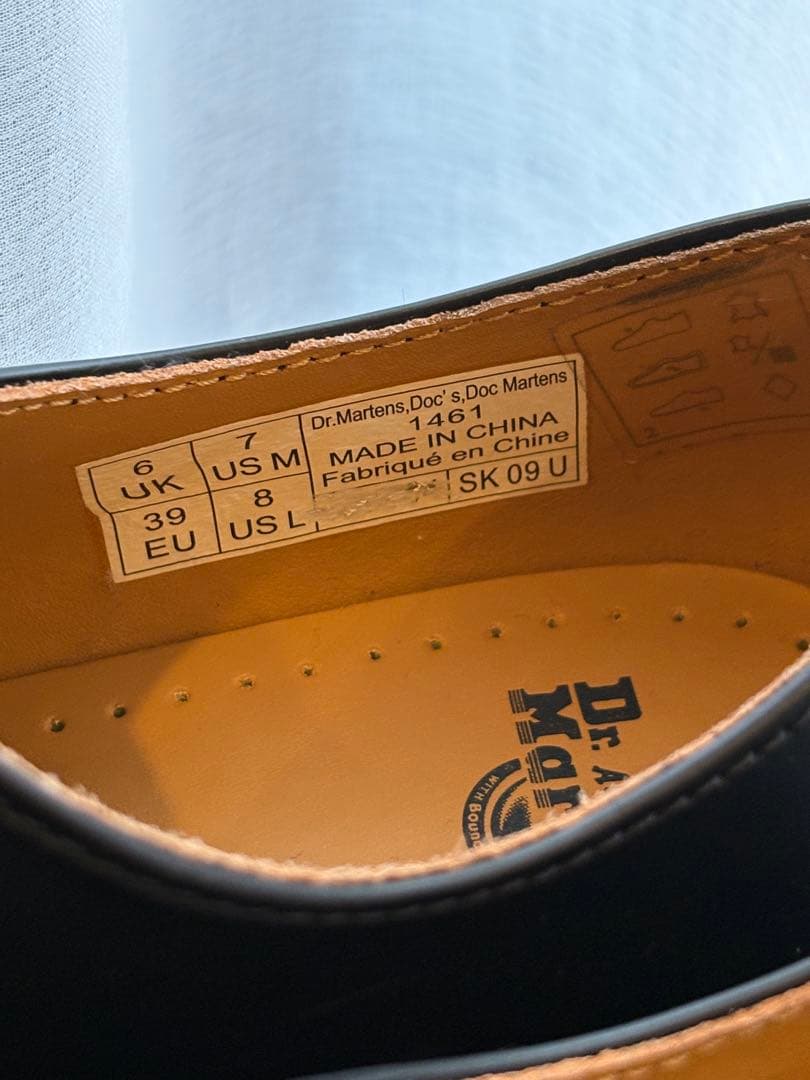 6 UK
7 US M
39 EU
8 US L
Dr.Martens,Doc's,Doc Martens
1461
MADE IN CHINA
Fabriqué en Chine
SK 09 U
Dr.
WITH